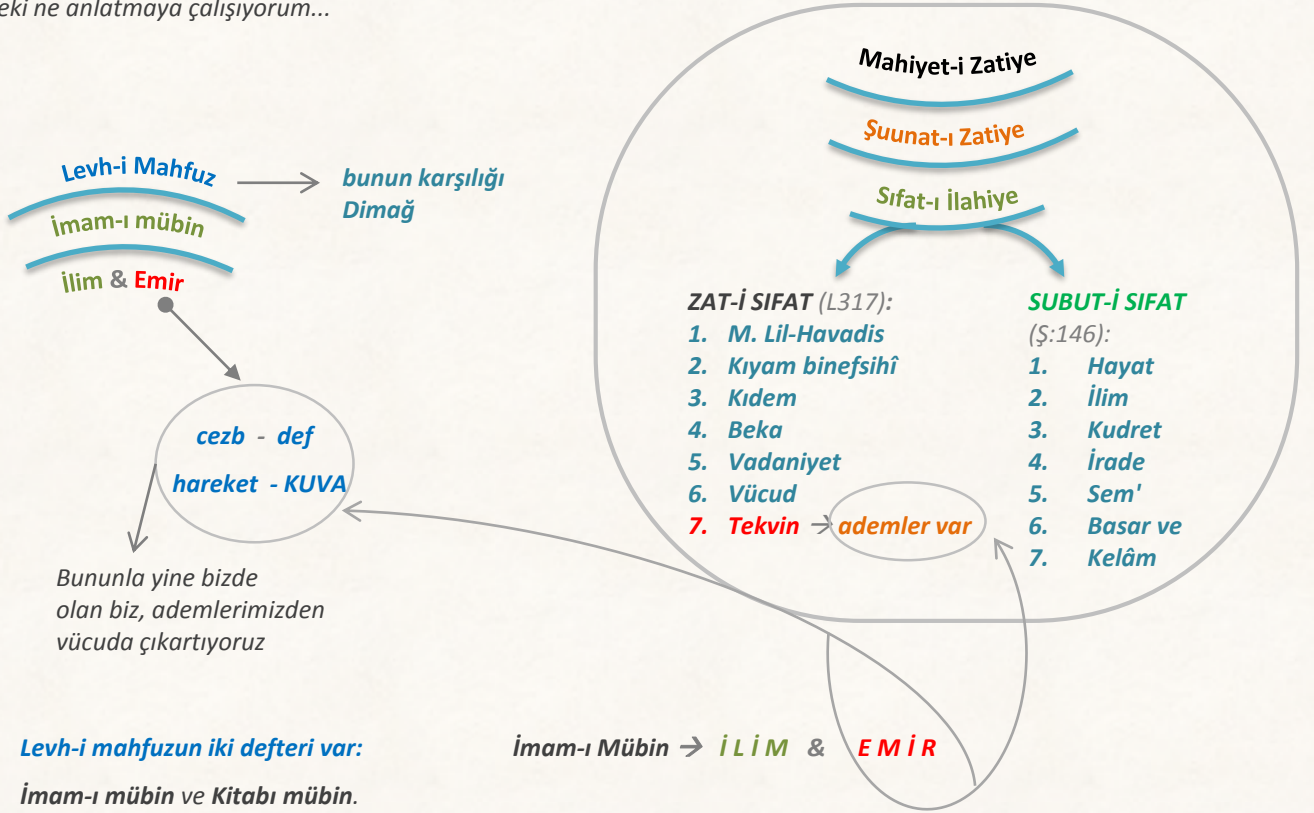 eki ne anlatmaya çalışıyorum...
Mahiyet-i Zatiye
Şuunat-ı Zatiye
Sıfat-ı İlahiye
Levh-i Mahfuz
İmam-ı mübin
İlim & Emir
bunun karşılığı
Dimağ
ZAT-İ SIFAT (L317):
1. M. Lil-Havadis
2. Kıyam binefsihî
3. Kıdem
4. Beka
5. Vadaniyet
6. Vücud
7. Tekvin → ademler var
SUBUT-İ SIFAT
(Ş:146):
1. Hayat
2. İlim
3. Kudret
4. İrade
5. Sem'
6. Basar ve
7. Kelâm
cezb - def
hareket - KUVA
Bununla yine bizde
olan biz, ademlerimizden
vücuda çıkartıyoruz
Levh-i mahfuzun iki defteri var:
İmam-ı mübin ve Kitabı mübin.
İmam-ı Mübin → İ L İ M & E M İ R